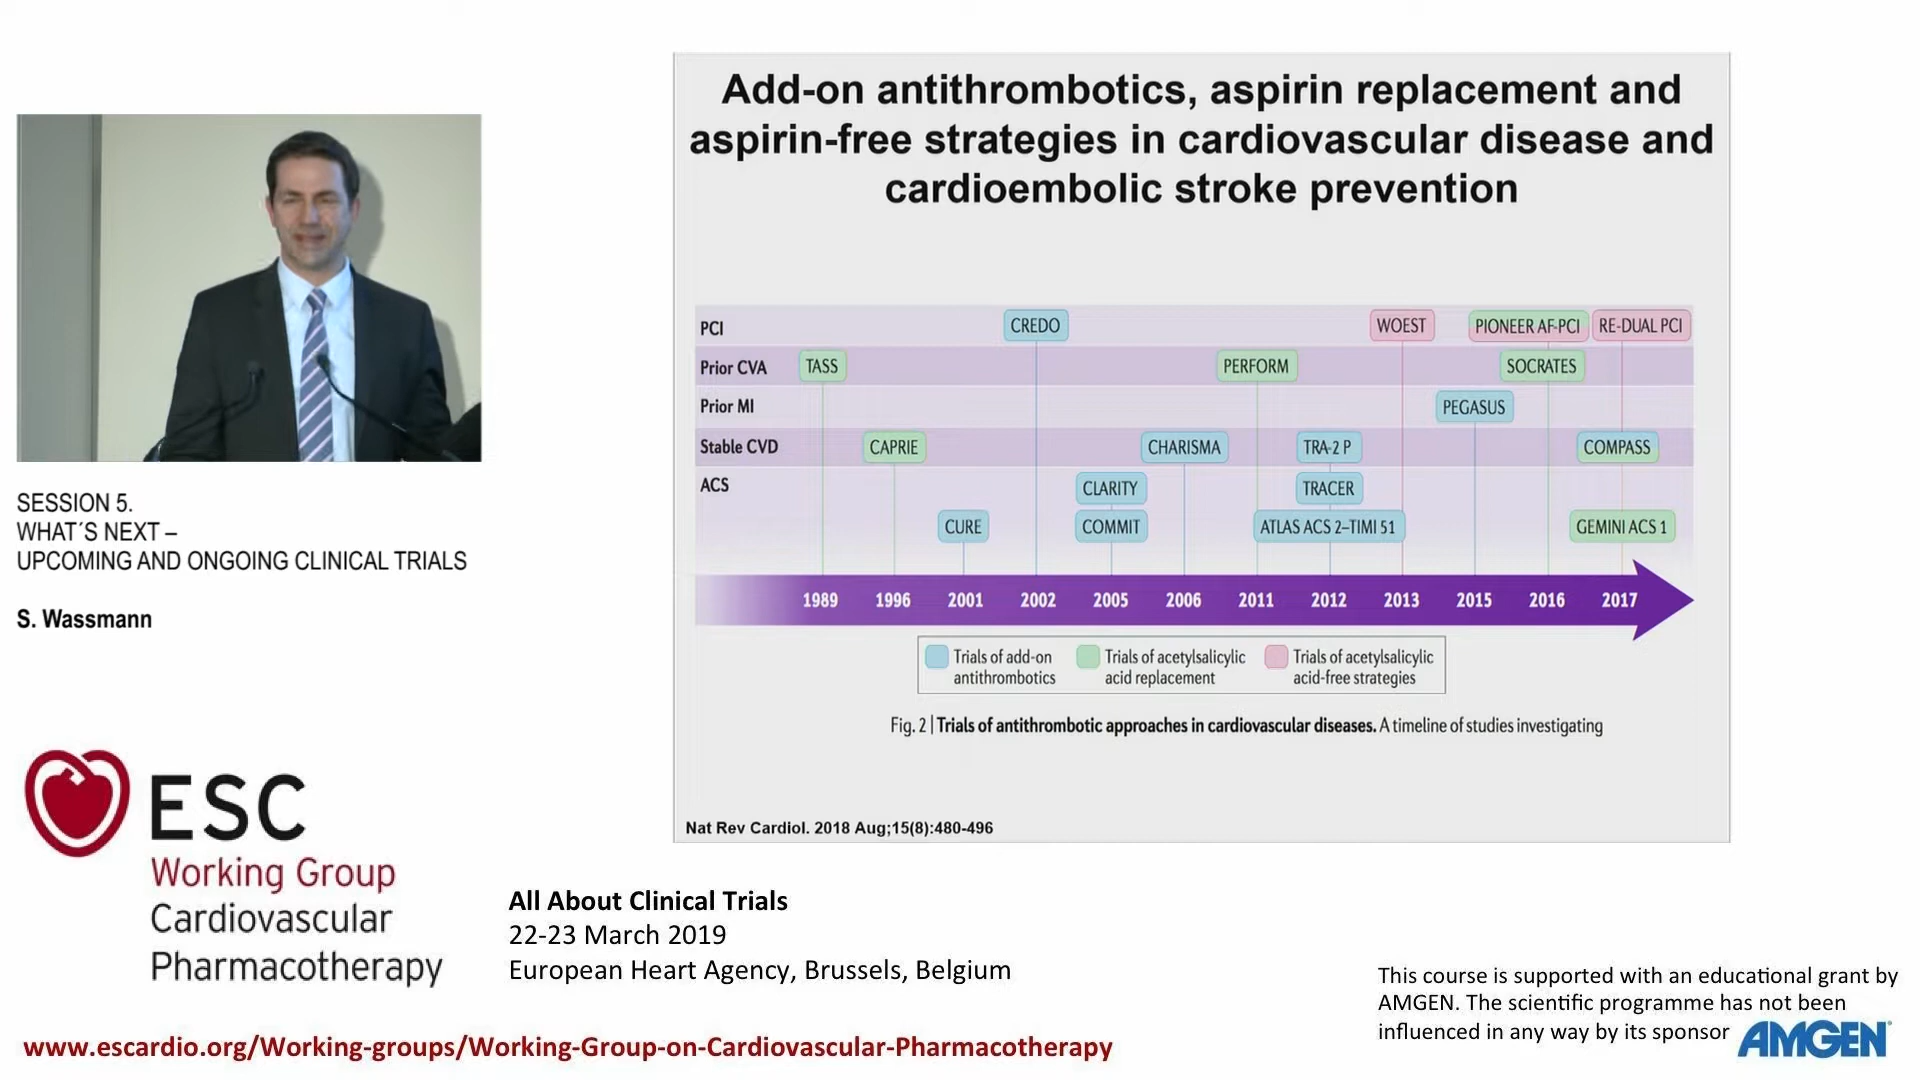 Add-on antithrombotics, aspirin replacement and
aspirin-free strategies in cardiovascular disease and
cardioembolic stroke prevention
PCI
CREDO
WOEST
PIONEER AF-PCI
RE-DUAL PCI
Prior CVA
TASS
PERFORM
SOCRATES
Prior MI
PEGASUS
Stable CVD
CAPRIE
CHARISMA
TRA-2 P
COMPASS
ACS
CLARITY
TRACER
CURE
COMMIT
ATLAS ACS 2–TIMI 51
GEMINI ACS 1
1989 1996 2001 2002 2005 2006 2011 2012 2013 2015 2016 2017
Trials of add-on
antithrombotics
Trials of acetylsalicylic
acid replacement
Trials of acetylsalicylic
acid-free strategies
Fig. 2 | Trials of antithrombotic approaches in cardiovascular diseases. A timeline of studies investigating
Nat Rev Cardiol. 2018 Aug;15(8):480-496
SESSION 5.
WHAT´S NEXT –
UPCOMING AND ONGOING CLINICAL TRIALS
S. Wassmann
ESC
Working Group
Cardiovascular
Pharmacotherapy
All About Clinical Trials
22-23 March 2019
European Heart Agency, Brussels, Belgium
This course is supported with an educational grant by
AMGEN. The scientific programme has not been
influenced in any way by its sponsor
AMGEN®
www.escardio.org/Working-groups/Working-Group-on-Cardiovascular-Pharmacotherapy